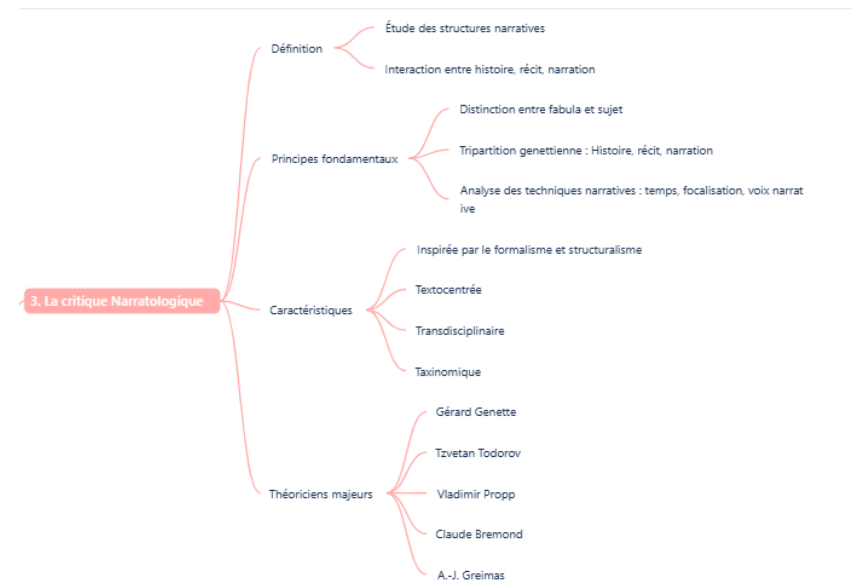 3. La critique Narratologique
Définition
Étude des structures narratives
Interaction entre histoire, récit, narration
Principes fondamentaux
Distinction entre fabula et sujet
Tripartition genettienne : Histoire, récit, narration
Analyse des techniques narratives : temps, focalisation, voix narrat
ive
Caractéristiques
Inspirée par le formalisme et structuralisme
Textocentrée
Transdisciplinaire
Taxinomique
Théoriciens majeurs
Gérard Genette
Tzvetan Todorov
Vladimir Propp
Claude Bremond
A.-J. Greimas